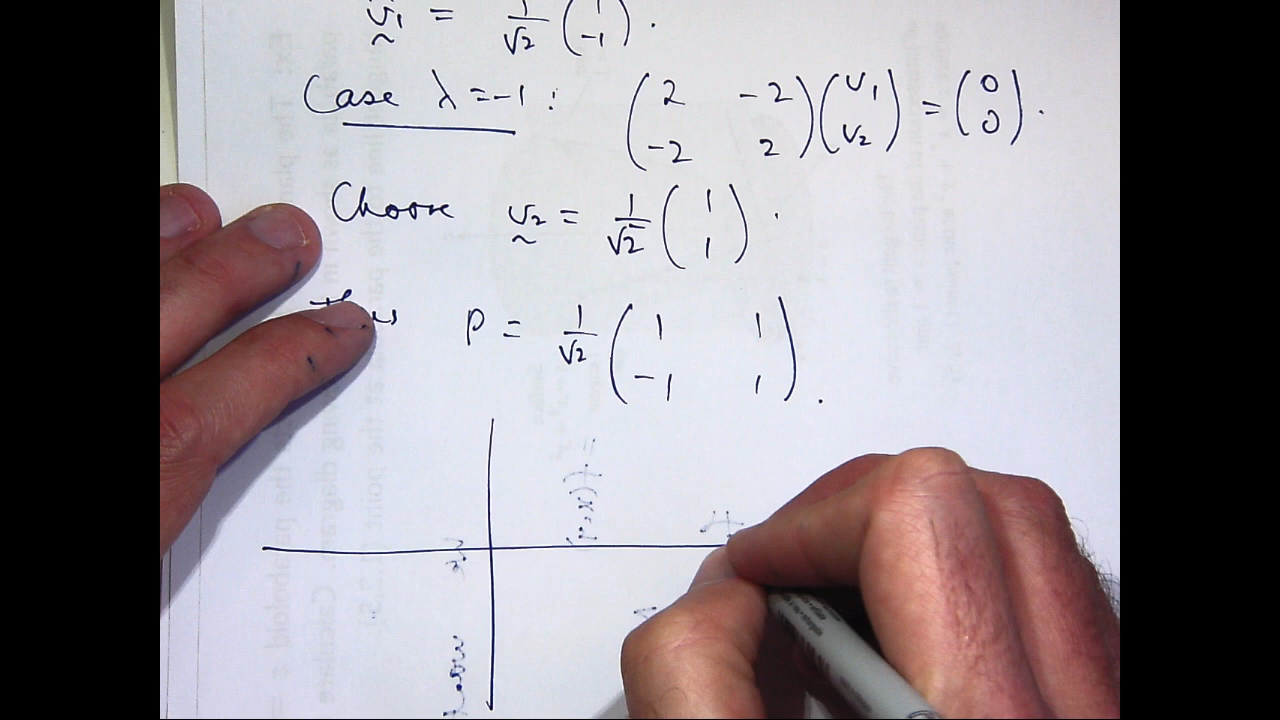 v₁ = 1/√2 (1 -1).
Case λ = -1 : (2 -2 -2 2)(v₁ v₂) = (0 0).
Choose v₂ = 1/√2 (1 1).
P = 1/√2 (1 1 -1 1).